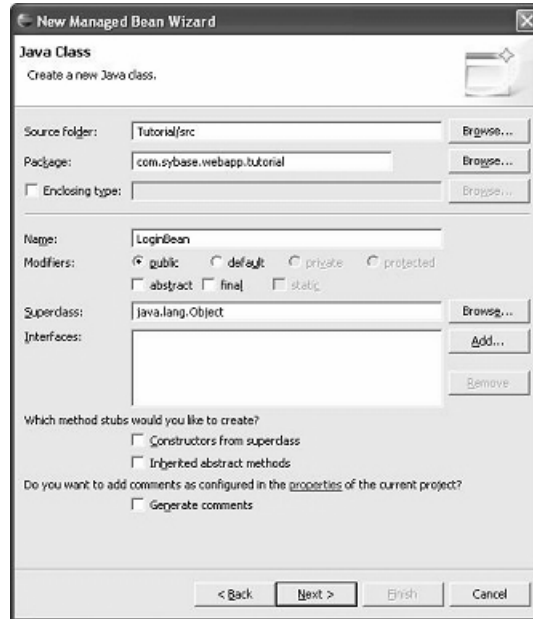 New Managed Bean Wizard
Java Class
Create a new Java class.
Source folder: Tutorial/src Browse...
Package: com.sybase.webapp.tutorial Browse...
Enclosing type: Browse...
Name: LoginBean
Modifiers: public default private protected
abstract final static
Superclass: java.lang.Object Browse...
Interfaces: Add...
Remove
Which method stubs would you like to create?
Constructors from superclass
Inherited abstract methods
Do you want to add comments as configured in the properties of the current project?
Generate comments
< Back Next > Finish Cancel